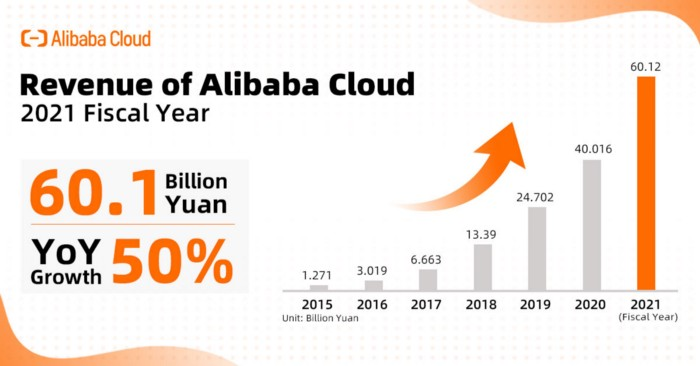 Alibaba Cloud
Revenue of Alibaba Cloud
2021 Fiscal Year
60.1 Billion Yuan
YoY Growth 50%
1.271
3.019
6.663
13.39
24.702
40.016
60.12
2015 2016 2017 2018 2019 2020 2021
Unit: Billion Yuan
(Fiscal Year)